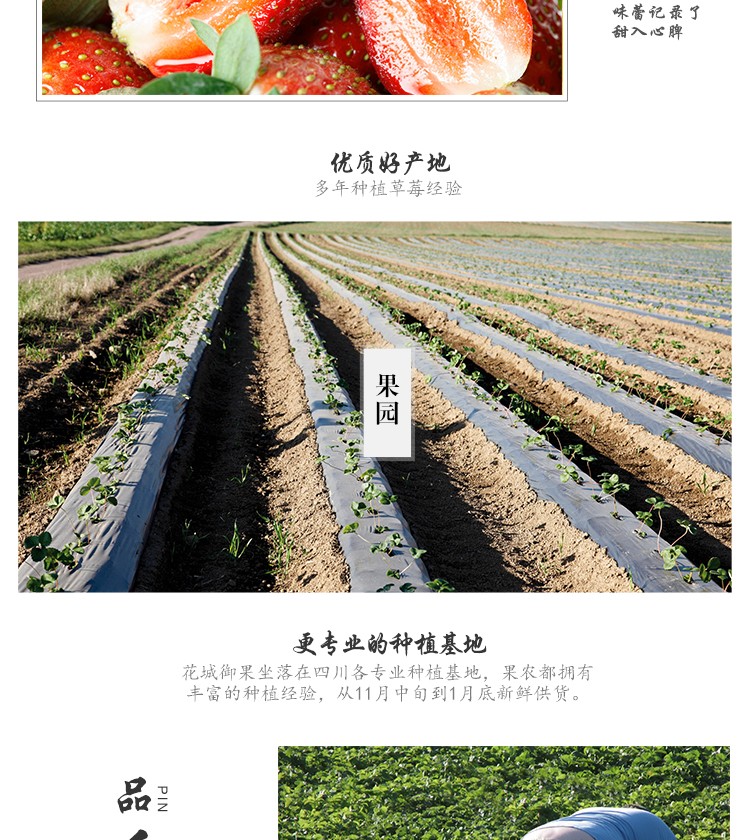 味蕾记录了
甜入心脾
优质好产地
多年种植草莓经验
果园
更专业的种植基地
花城御果坐落在四川各专业种植基地，果农都拥有
丰富的种植经验，从11月中旬到1月底新鲜供货。
品
PIN